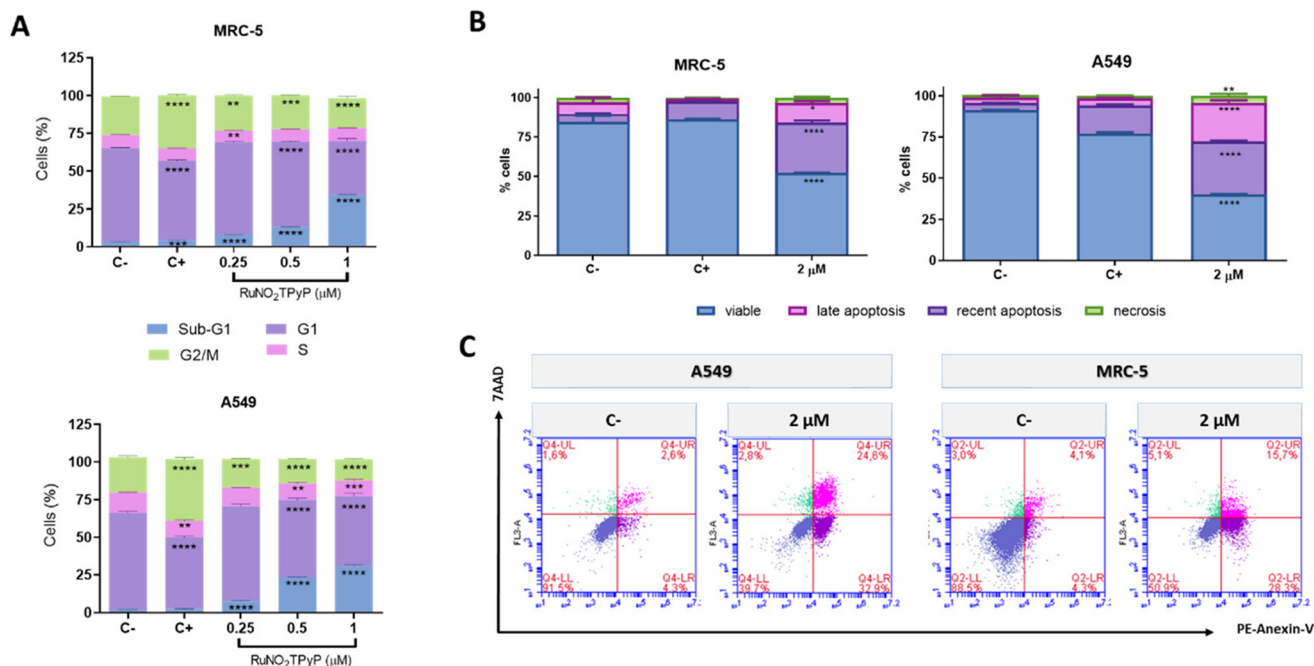 A
MRC-5
Cells (%)
125
100
75
50
25
0
**** ** *** ****
**
**** **** ****
*** **** **** ****
C- C+ 0.25 0.5 1
RuNO₂TPyP (μM)
Sub-G1 G1
G2/M S
A549
Cells (%)
125
100
75
50
25
0
**** *** **** ****
** ** ***
**** **** ****
**** **** ****
C- C+ 0.25 0.5 1
RuNO₂TPyP (μM)
B
MRC-5
% cells
100
75
50
25
0
*
****
****
C- C+ 2 μM
A549
% cells
100
75
50
25
0
**
****
****
****
C- C+ 2 μM
viable late apoptosis recent apoptosis necrosis
C
7AAD
A549 MRC-5
C- 2 μM C- 2 μM
Q4-UL Q4-UR
1,6% 2,6%
FL3-A
Q4-LL Q4-LR
91,5% 4,3%
Q4-UL Q4-UR
2,8% 24,6%
FL3-A
Q4-LL Q4-LR
39,7% 32,9%
Q2-UL Q2-UR
3,0% 4,1%
Q2-LL Q2-LR
88,5% 4,3%
Q2-UL Q2-UR
5,1% 15,7%
FL3-A
Q2-LL Q2-LR
50,9% 28,3%
PE-Anexin-V